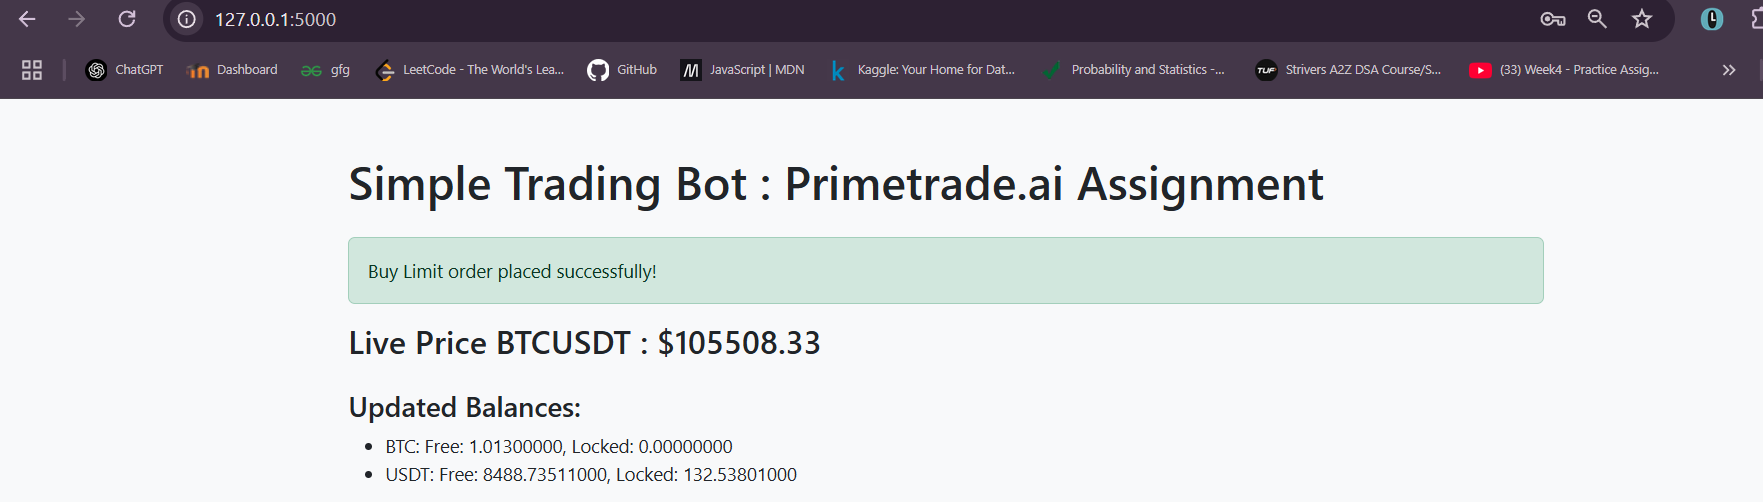 127.0.0.1:5000
ChatGPT Dashboard gfg LeetCode - The World's Lea... GitHub JavaScript | MDN Kaggle: Your Home for Dat... Probability and Statistics -... TUF Strivers A2Z DSA Course/S... (33) Week4 - Practice Assig...
Simple Trading Bot : Primetrade.ai Assignment
Buy Limit order placed successfully!
Live Price BTCUSDT : $105508.33
Updated Balances:
• BTC: Free: 1.01300000, Locked: 0.00000000
• USDT: Free: 8488.73511000, Locked: 132.53801000